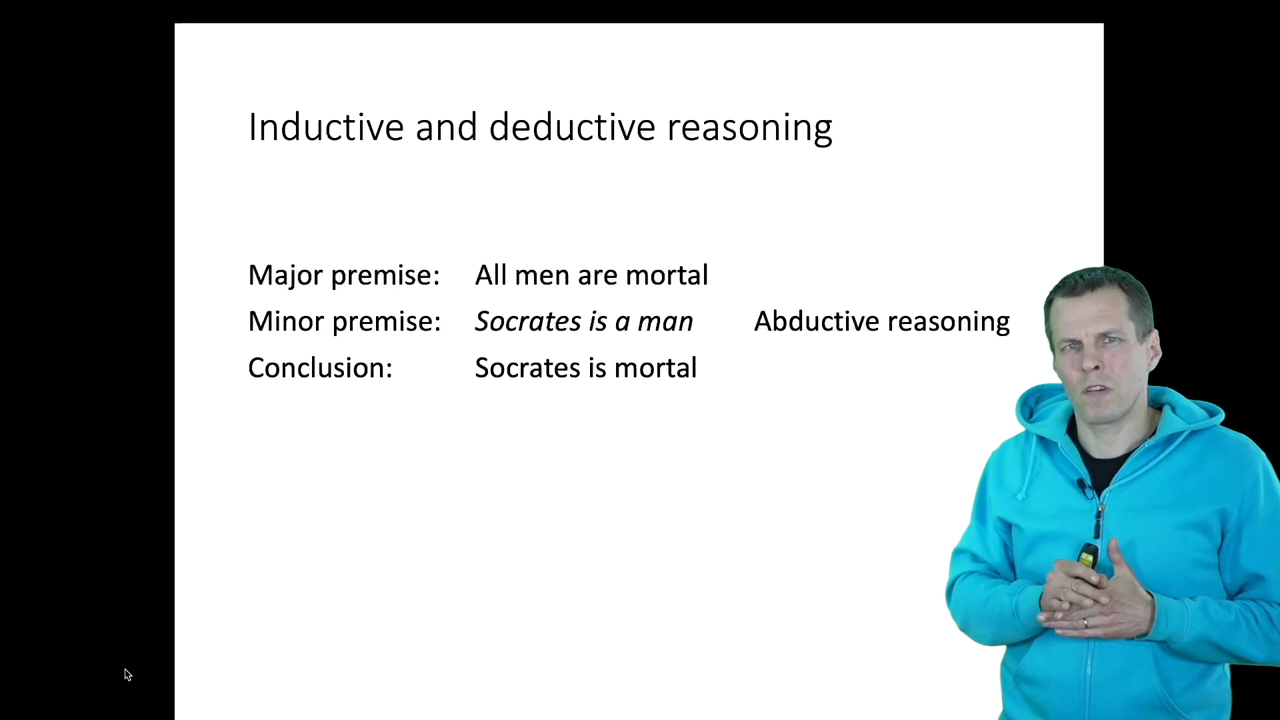 Inductive and deductive reasoning
Major premise: All men are mortal
Minor premise: Socrates is a man Abductive reasoning
Conclusion: Socrates is mortal